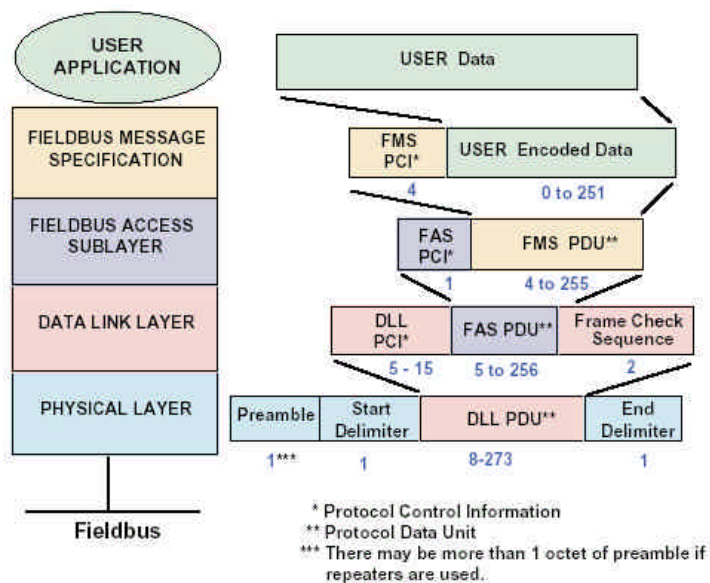 USER
APPLICATION
USER Data
FIELDBUS MESSAGE
SPECIFICATION
FMS
PCI*
USER Encoded Data
4
0 to 251
FIELDBUS ACCESS
SUBLAYER
FAS
PCI*
FMS PDU**
1
4 to 255
DATA LINK LAYER
DLL
PCI*
FAS PDU**
Frame Check
Sequence
5 - 15
5 to 256
2
PHYSICAL LAYER
Preamble
Start
Delimiter
DLL PDU**
End
Delimiter
1***
1
8-273
1
Fieldbus
* Protocol Control Information
** Protocol Data Unit
*** There may be more than 1 octet of preamble if
repeaters are used.